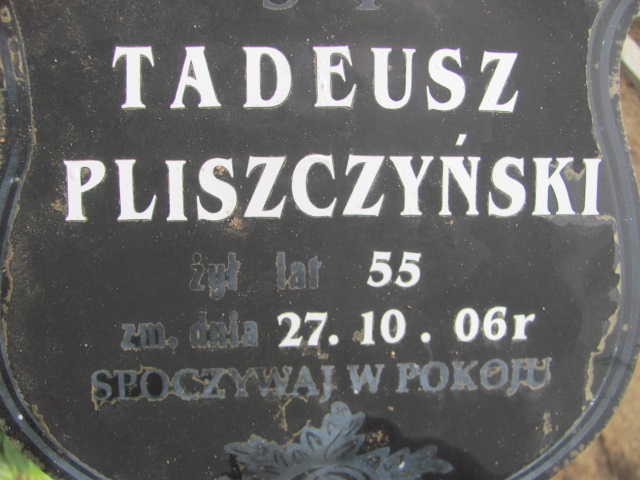 TADEUSZ
PLISZCZYŃSKI
żył lat 55
zm. dnia 27. 10. 06r
SPOCZYWAJ W POKOJU